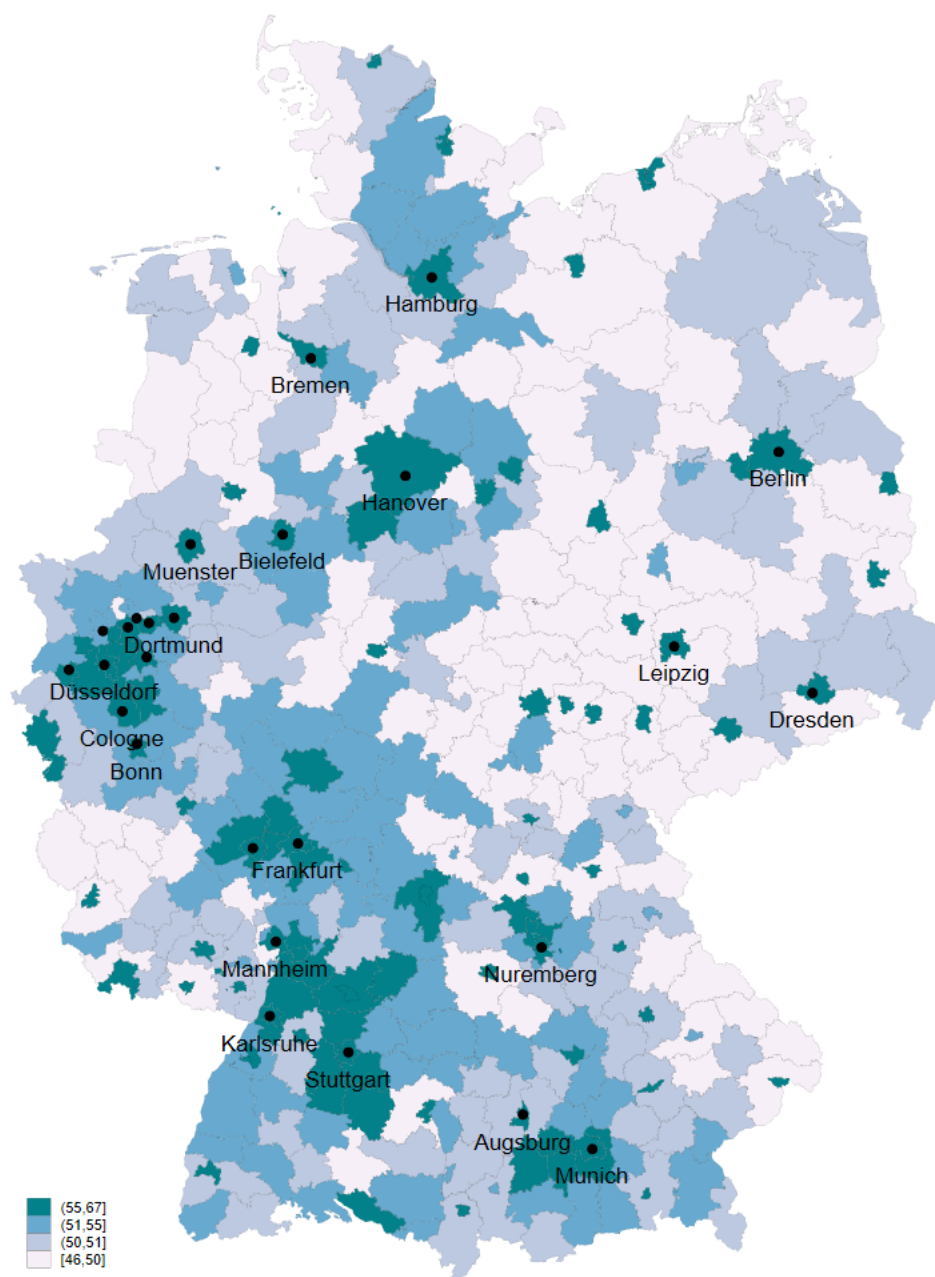 Hamburg
Bremen
Berlin
Hanover
Bielefeld
Muenster
Dortmund
Leipzig
Düsseldorf
Dresden
Cologne
Bonn
Frankfurt
Mannheim
Nuremberg
Karlsruhe
Stuttgart
Augsburg
Munich
(55,67]
(51,55]
(50,51]
[46,50]